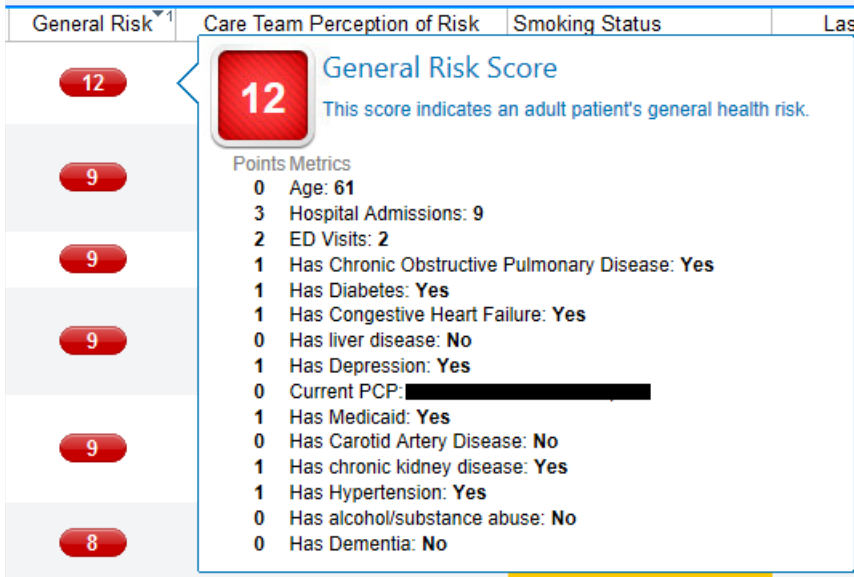 General Risk 1 Care Team Perception of Risk Smoking Status Las
12
9
9
9
9
8
12
General Risk Score
This score indicates an adult patient's general health risk.
Points Metrics
0 Age: 61
3 Hospital Admissions: 9
2 ED Visits: 2
1 Has Chronic Obstructive Pulmonary Disease: Yes
1 Has Diabetes: Yes
1 Has Congestive Heart Failure: Yes
0 Has liver disease: No
1 Has Depression: Yes
0 Current PCP:
1 Has Medicaid: Yes
0 Has Carotid Artery Disease: No
1 Has chronic kidney disease: Yes
1 Has Hypertension: Yes
0 Has alcohol/substance abuse: No
0 Has Dementia: No